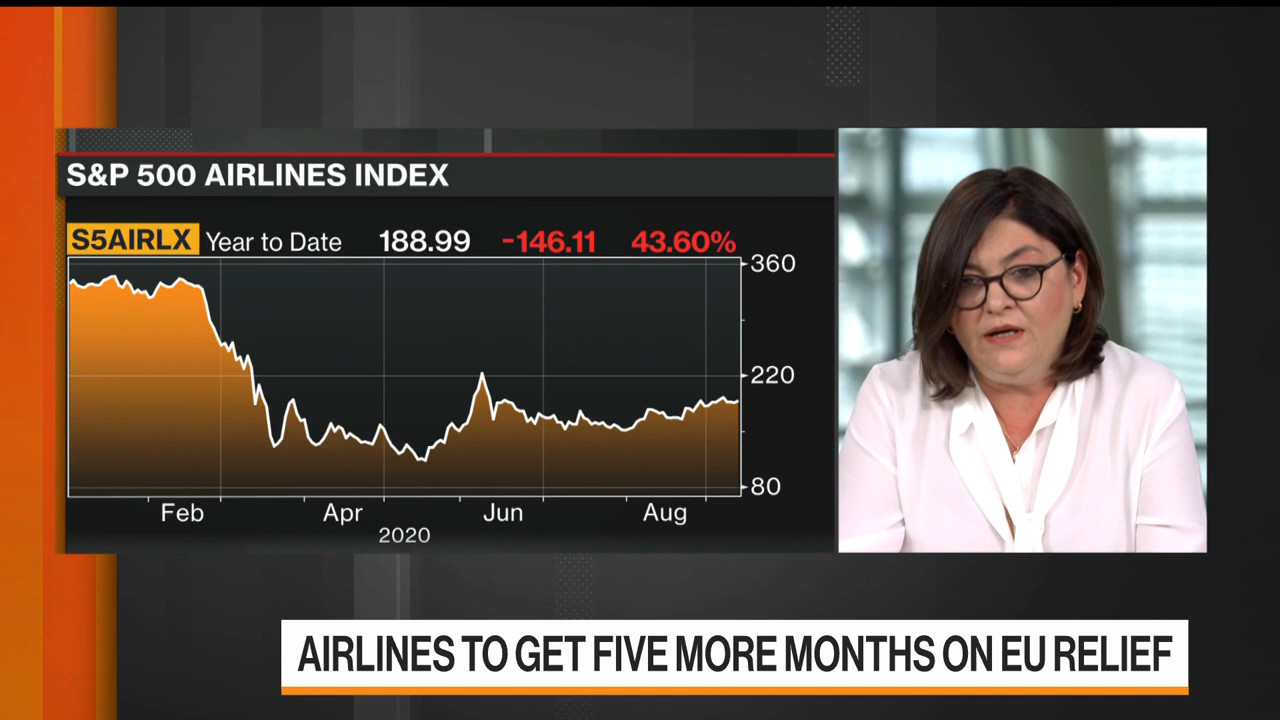 S&P 500 AIRLINES INDEX
S5AIRLX Year to Date 188.99 -146.11 43.60%
360
220
80
Feb Apr Jun Aug
2020
AIRLINES TO GET FIVE MORE MONTHS ON EU RELIEF